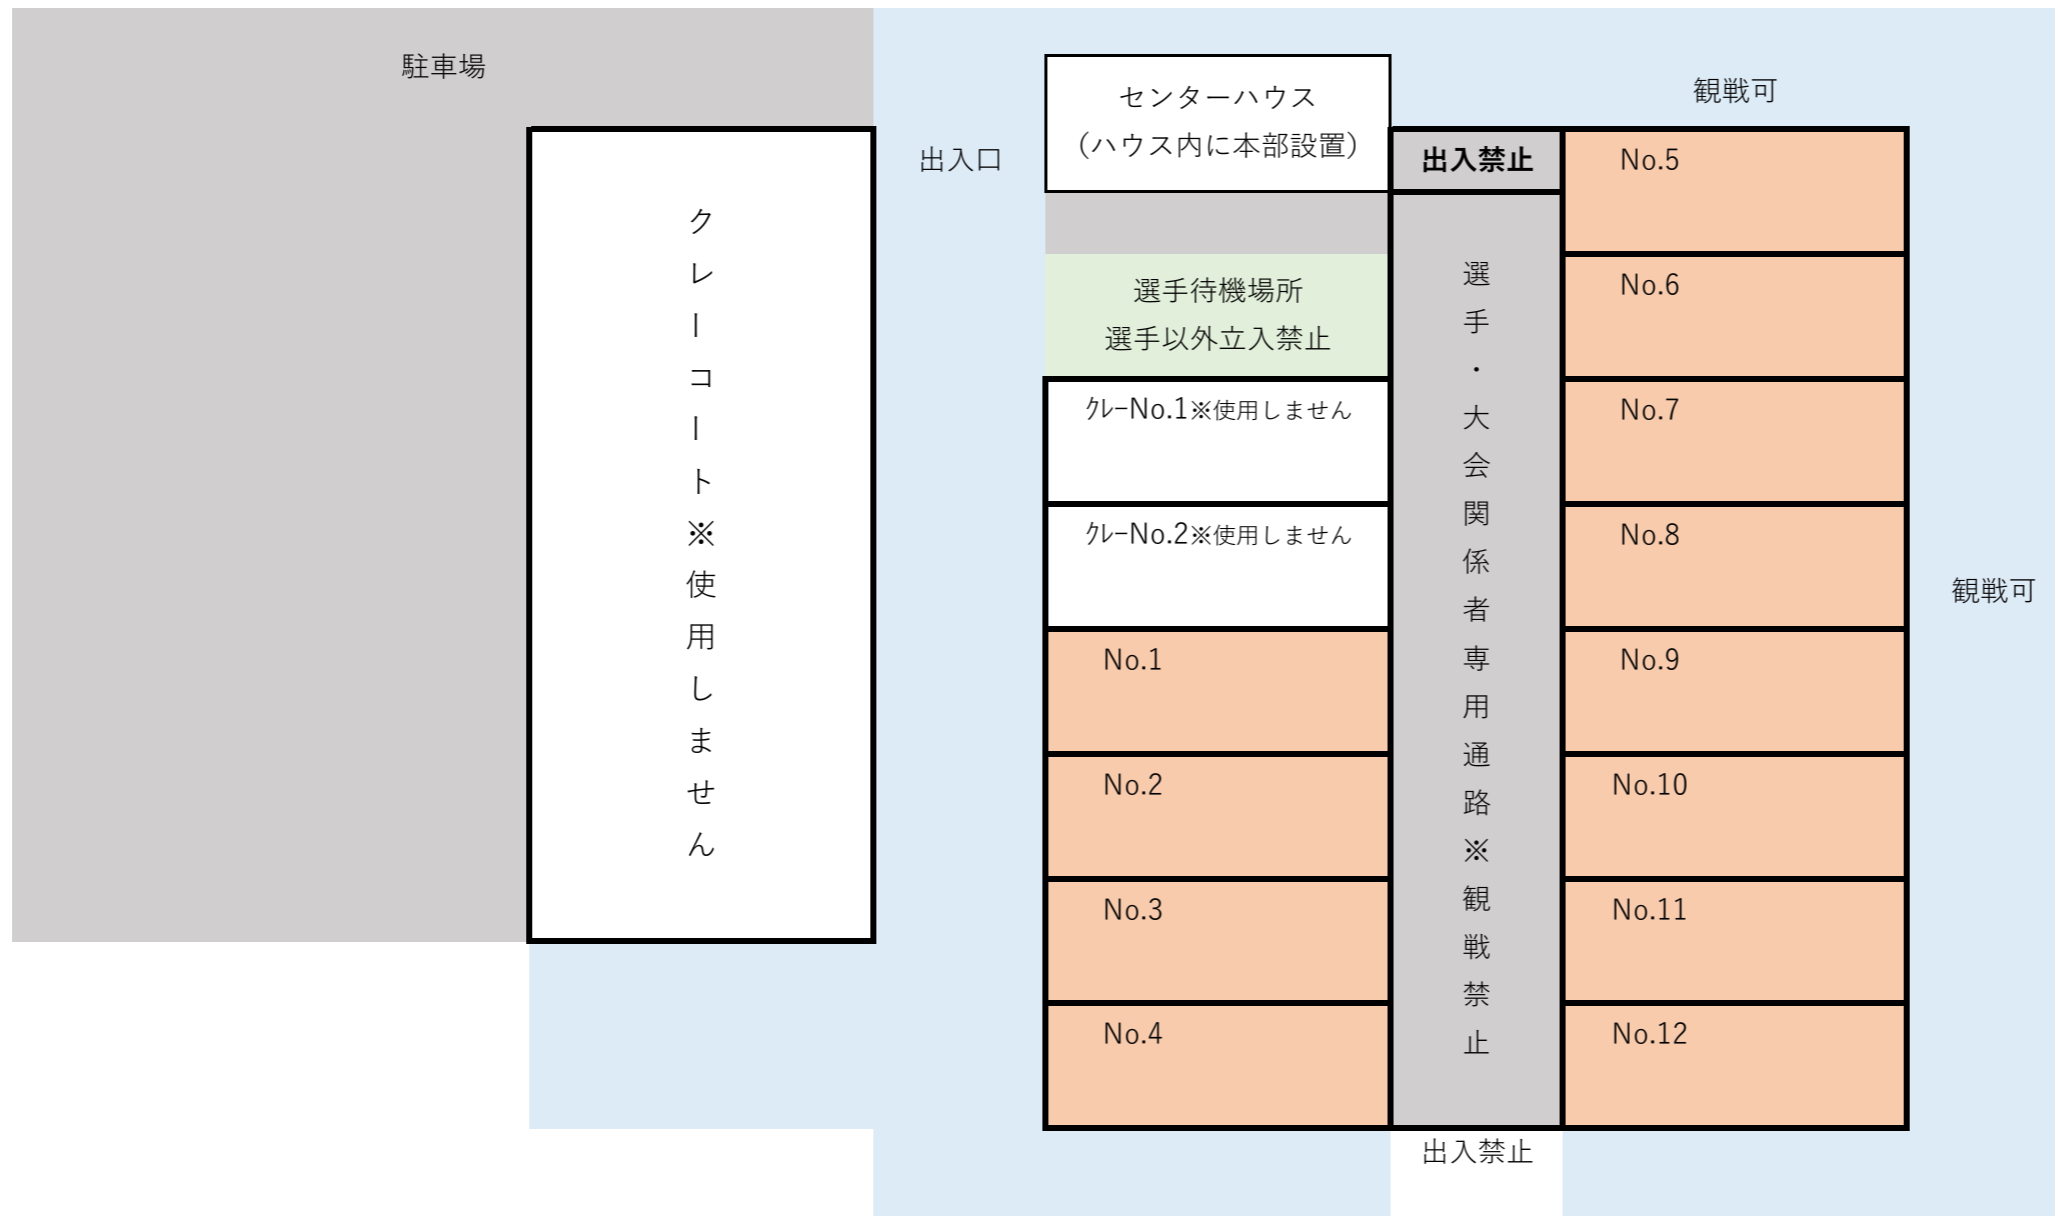 駐車場
クレーコート※使用しません
出入口
センターハウス
（ハウス内に本部設置）
選手待機場所
選手以外立入禁止
ｸﾚｰNo.1※使用しません
ｸﾚｰNo.2※使用しません
No.1
No.2
No.3
No.4
出入禁止
選手・大会関係者専用通路※観戦禁止
出入禁止
観戦可
No.5
No.6
No.7
No.8
No.9
No.10
No.11
No.12
観戦可